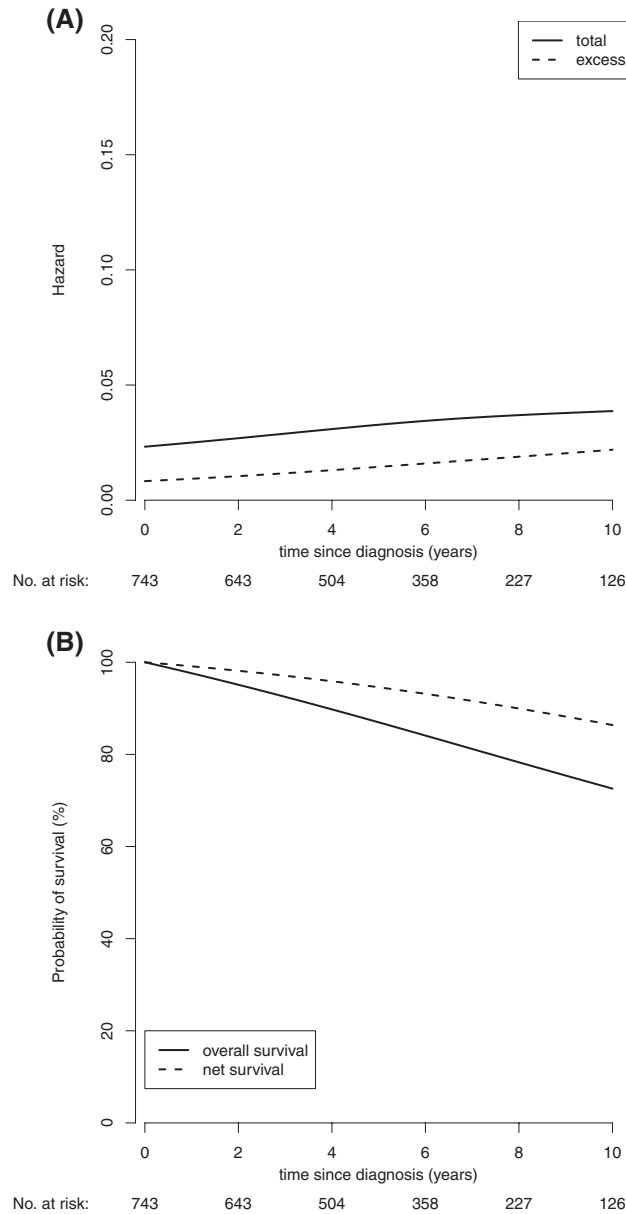 (A)
total
excess
0.20
0.15
0.10
0.05
0.00
Hazard
0 2 4 6 8 10
time since diagnosis (years)
No. at risk: 743 643 504 358 227 126
(B)
100
80
60
40
20
0
Probability of survival (%)
overall survival
net survival
0 2 4 6 8 10
time since diagnosis (years)
No. at risk: 743 643 504 358 227 126